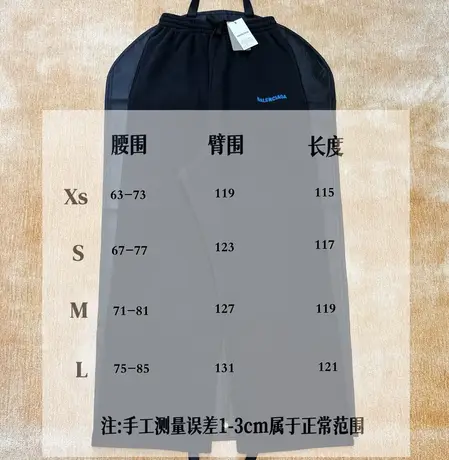 BALENCIAGA
腰围 臂围 长度
Xs 63-73 119 115
S 67-77 123 117
M 71-81 127 119
L 75-85 131 121
注:手工测量误差1-3cm属于正常范围